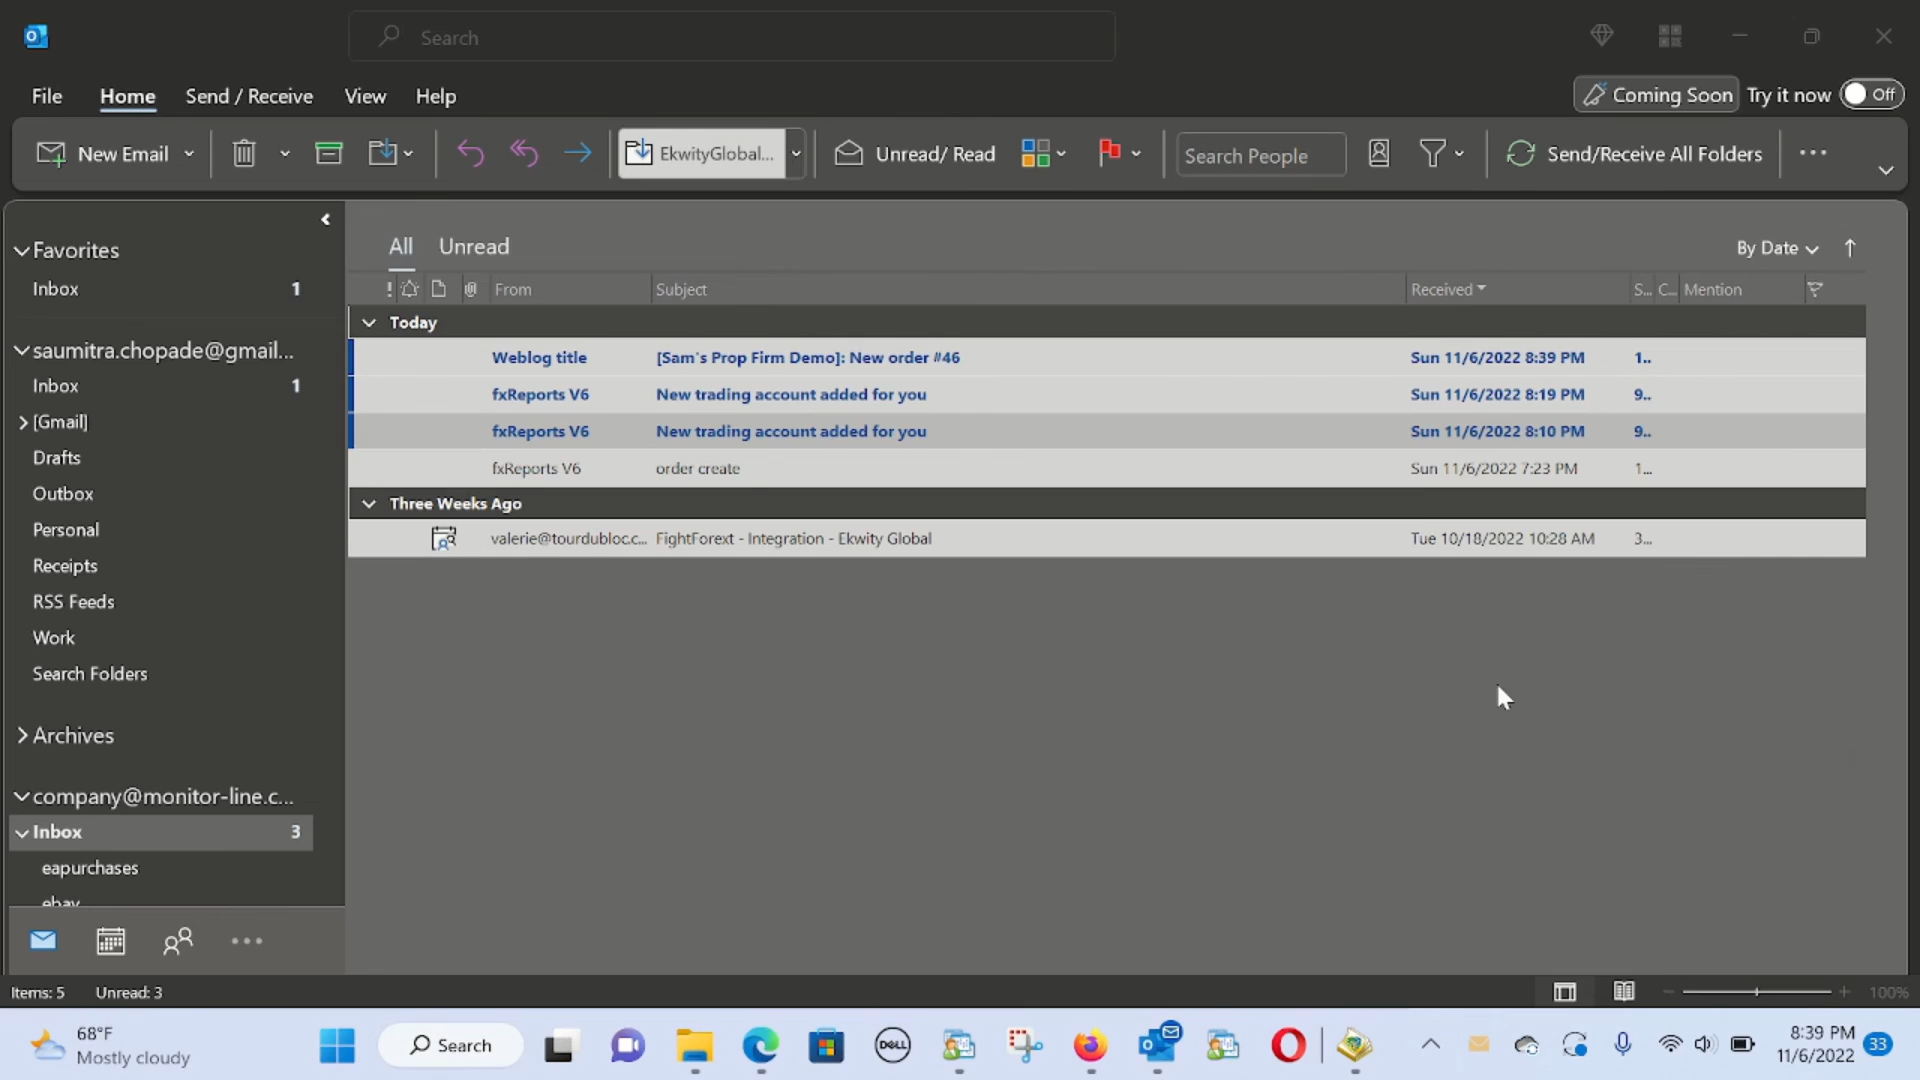 Search
File Home Send / Receive View Help
Coming Soon Try it now Off
New Email EkwityGlobal... Unread/ Read Search People Send/Receive All Folders ...
Favorites
Inbox 1
saumitra.chopade@gmail...
Inbox 1
[Gmail]
Drafts
Outbox
Personal
Receipts
RSS Feeds
Work
Search Folders
Archives
company@monitor-line.c...
Inbox 3
eapurchases
ebay
All Unread By Date
! From Subject Received S... C... Mention
Today
Weblog title [Sam's Prop Firm Demo]: New order #46 Sun 11/6/2022 8:39 PM 1..
fxReports V6 New trading account added for you Sun 11/6/2022 8:19 PM 9..
fxReports V6 New trading account added for you Sun 11/6/2022 8:10 PM 9..
fxReports V6 order create Sun 11/6/2022 7:23 PM 1...
Three Weeks Ago
valerie@tourdubloc.c... FightForext - Integration - Ekwity Global Tue 10/18/2022 10:28 AM 3...
Items: 5 Unread: 3 100%
68°F
Mostly cloudy
Search
DELL
8:39 PM
11/6/2022
33